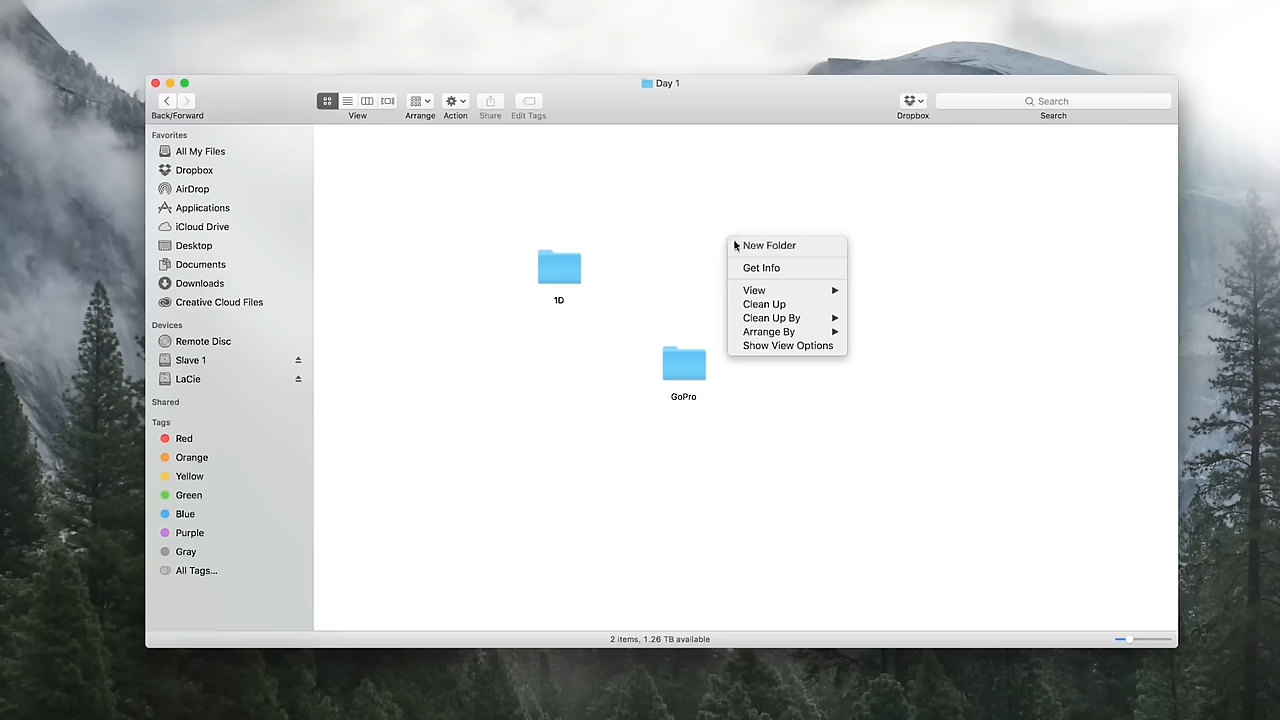 Day 1
Back/Forward
View
Arrange
Action
Share
Edit Tags
Dropbox
Search
Search
Favorites
All My Files
Dropbox
AirDrop
Applications
iCloud Drive
Desktop
Documents
Downloads
Creative Cloud Files
Devices
Remote Disc
Slave 1
LaCie
Shared
Tags
Red
Orange
Yellow
Green
Blue
Purple
Gray
All Tags...
1D
GoPro
New Folder
Get Info
View
Clean Up
Clean Up By
Arrange By
Show View Options
2 items, 1.26 TB available